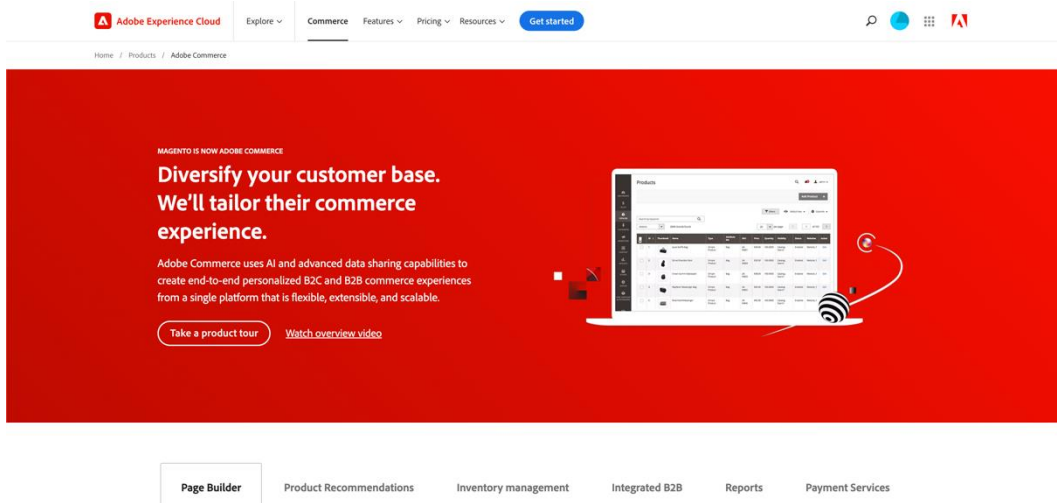 Adobe Experience Cloud Explore Commerce Features Pricing Resources Get started
Home / Products / Adobe Commerce
MAGENTO IS NOW ADOBE COMMERCE
Diversify your customer base.
We'll tailor their commerce
experience.
Adobe Commerce uses AI and advanced data sharing capabilities to
create end-to-end personalized B2C and B2B commerce experiences
from a single platform that is flexible, extensible, and scalable.
Take a product tour Watch overview video
Products
Page Builder Product Recommendations Inventory management Integrated B2B Reports Payment Services